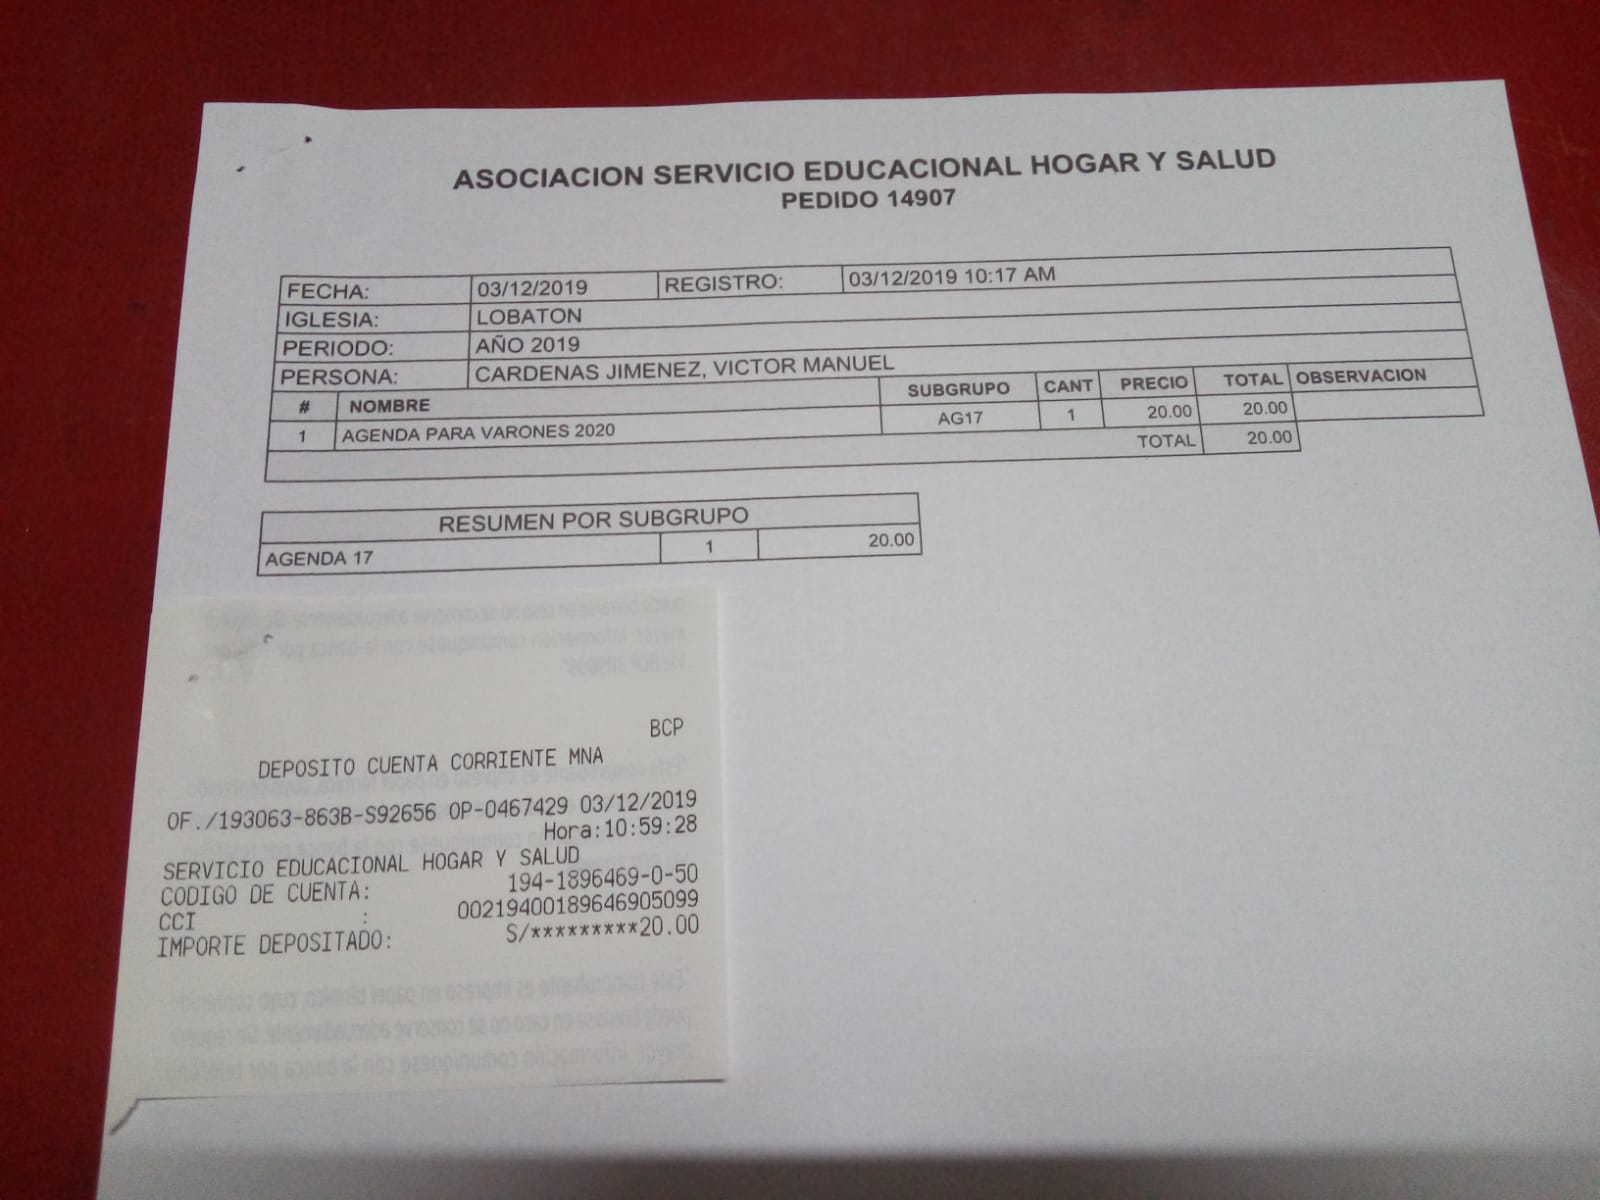 ASOCIACION SERVICIO EDUCACIONAL HOGAR Y SALUD
PEDIDO 14907
FECHA: 03/12/2019 REGISTRO: 03/12/2019 10:17 AM
IGLESIA: LOBATON
PERIODO: AÑO 2019
PERSONA: CARDENAS JIMENEZ, VICTOR MANUEL
# NOMBRE SUBGRUPO CANT PRECIO TOTAL OBSERVACION
1 AGENDA PARA VARONES 2020 AG17 1 20.00 20.00
TOTAL 20.00
RESUMEN POR SUBGRUPO
AGENDA 17 1 20.00
BCP
DEPOSITO CUENTA CORRIENTE MNA
OF./193063-863B-S92656 OP-0467429 03/12/2019
Hora:10:59:28
SERVICIO EDUCACIONAL HOGAR Y SALUD
CODIGO DE CUENTA: 194-1896469-0-50
CCI : 00219400189646905099
IMPORTE DEPOSITADO: S/*********20.00